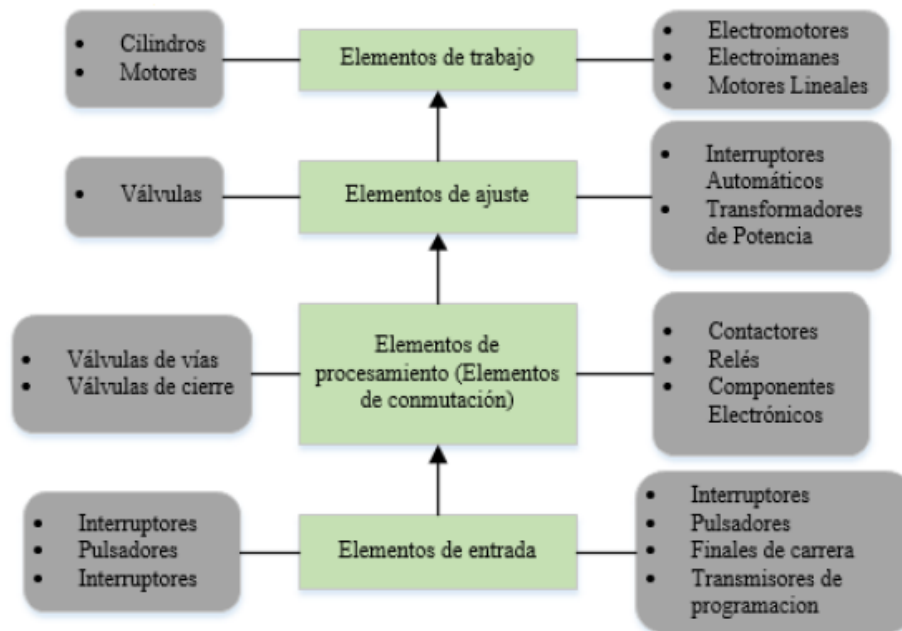 • Cilindros
• Motores
Elementos de trabajo
• Electromotores
• Electroimanes
• Motores Lineales
• Válvulas
Elementos de ajuste
• Interruptores
Automáticos
• Transformadores
de Potencia
• Válvulas de vías
• Válvulas de cierre
Elementos de
procesamiento (Elementos
de conmutación)
• Contactores
• Relés
• Componentes
Electrónicos
• Interruptores
• Pulsadores
• Interruptores
Elementos de entrada
• Interruptores
• Pulsadores
• Finales de carrera
• Transmisores de
programacion